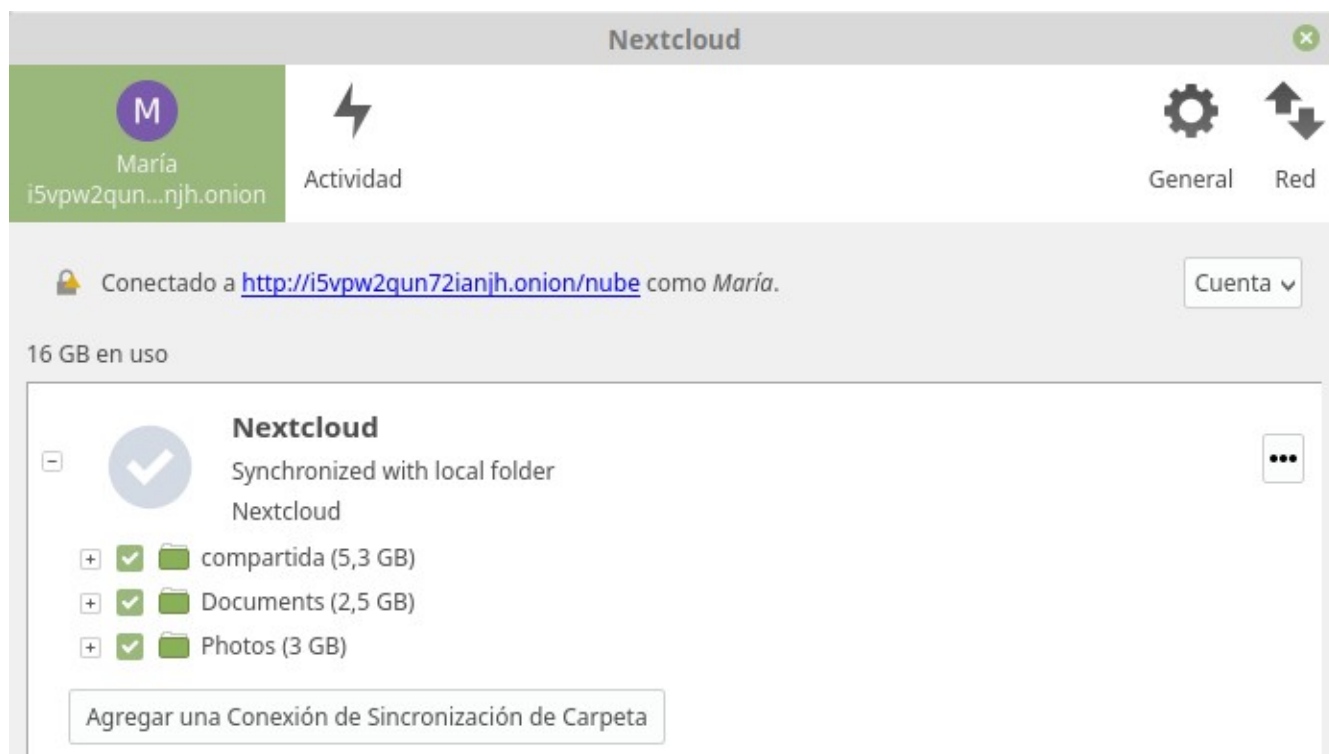 Nextcloud
M
María
i5vpw2qun...njh.onion
Actividad
General
Red
Conectado a http://i5vpw2qun72ianjh.onion/nube como María.
Cuenta
16 GB en uso
Nextcloud
Synchronized with local folder
Nextcloud
compartida (5,3 GB)
Documents (2,5 GB)
Photos (3 GB)
Agregar una Conexión de Sincronización de Carpeta